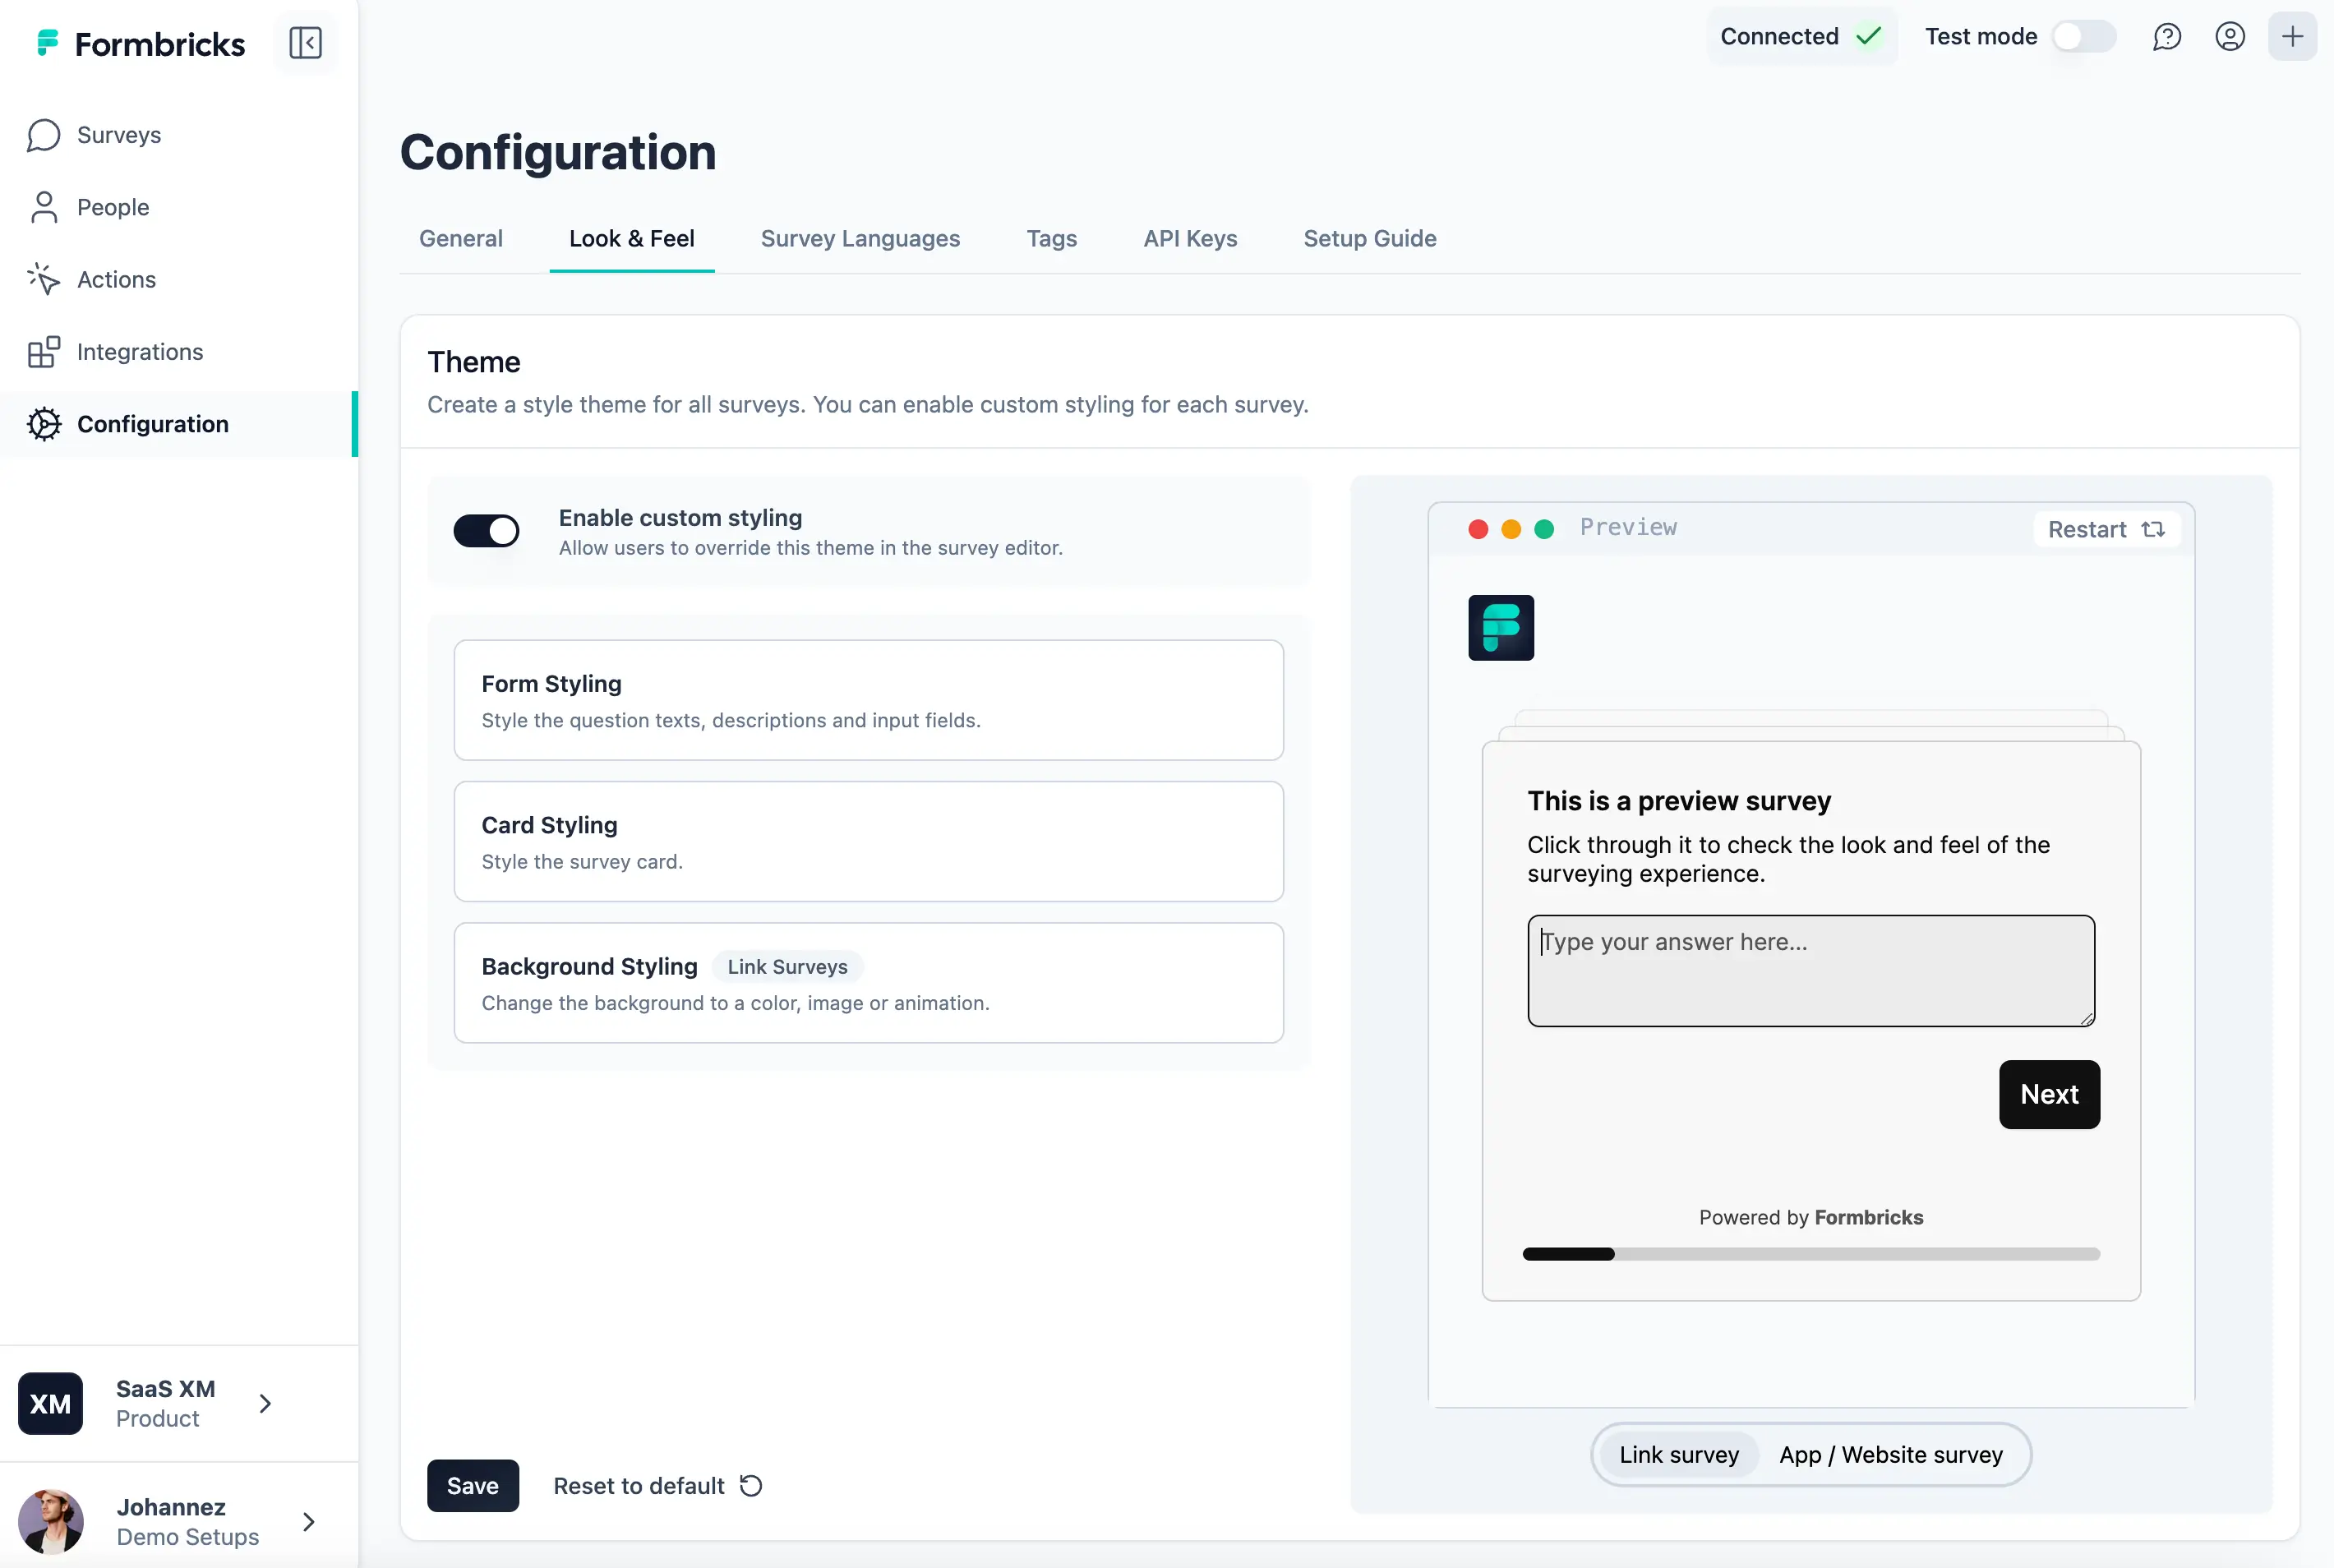 Formbricks
Connected
Test mode
Surveys
People
Actions
Integrations
Configuration
Configuration
General
Look & Feel
Survey Languages
Tags
API Keys
Setup Guide
Theme
Create a style theme for all surveys. You can enable custom styling for each survey.
Enable custom styling
Allow users to override this theme in the survey editor.
Form Styling
Style the question texts, descriptions and input fields.
Card Styling
Style the survey card.
Background Styling
Link Surveys
Change the background to a color, image or animation.
Preview
Restart
This is a preview survey
Click through it to check the look and feel of the
surveying experience.
Type your answer here...
Next
Powered by Formbricks
Link survey
App / Website survey
Save
Reset to default
XM
SaaS XM
Product
Johannez
Demo Setups